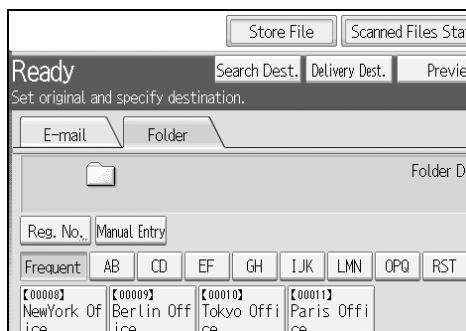 Store File Scanned Files Sta
Ready Search Dest. Delivery Dest. Previe
Set original and specify destination.
E-mail Folder
Folder D
Reg. No. Manual Entry
Frequent AB CD EF GH IJK LMN OPQ RST
【00008】 【00009】 【00010】 【00011】
NewYork Of Berlin Off Tokyo Offi Paris Offi
ice ice ce ce